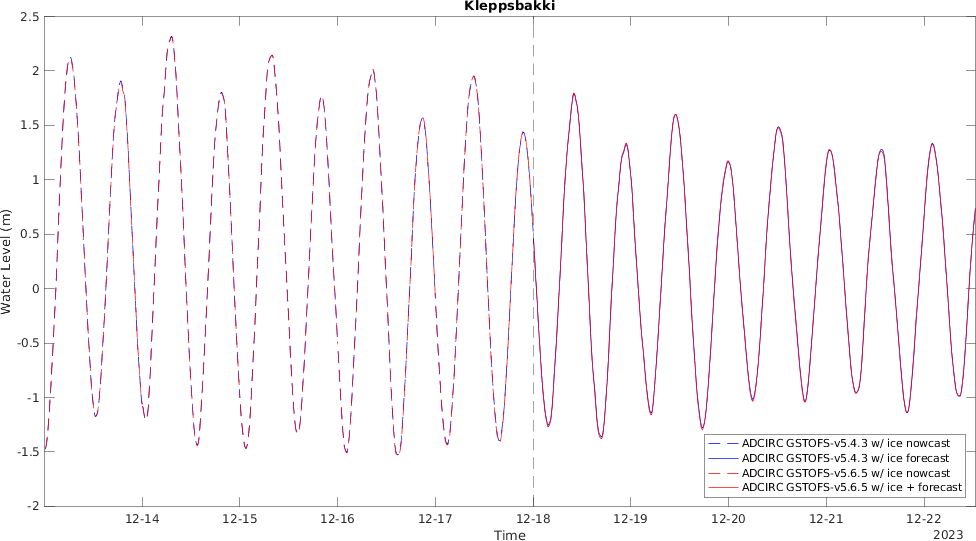 Kleppsbakki
2.5
2
1.5
1
0.5
0
-0.5
-1
-1.5
-2
Water Level (m)
12-14 12-15 12-16 12-17 12-18 12-19 12-20 12-21 12-22
Time
2023
ADCIRC GSTOFS-v5.4.3 w/ ice nowcast
ADCIRC GSTOFS-v5.4.3 w/ ice forecast
ADCIRC GSTOFS-v5.6.5 w/ ice nowcast
ADCIRC GSTOFS-v5.6.5 w/ ice + forecast